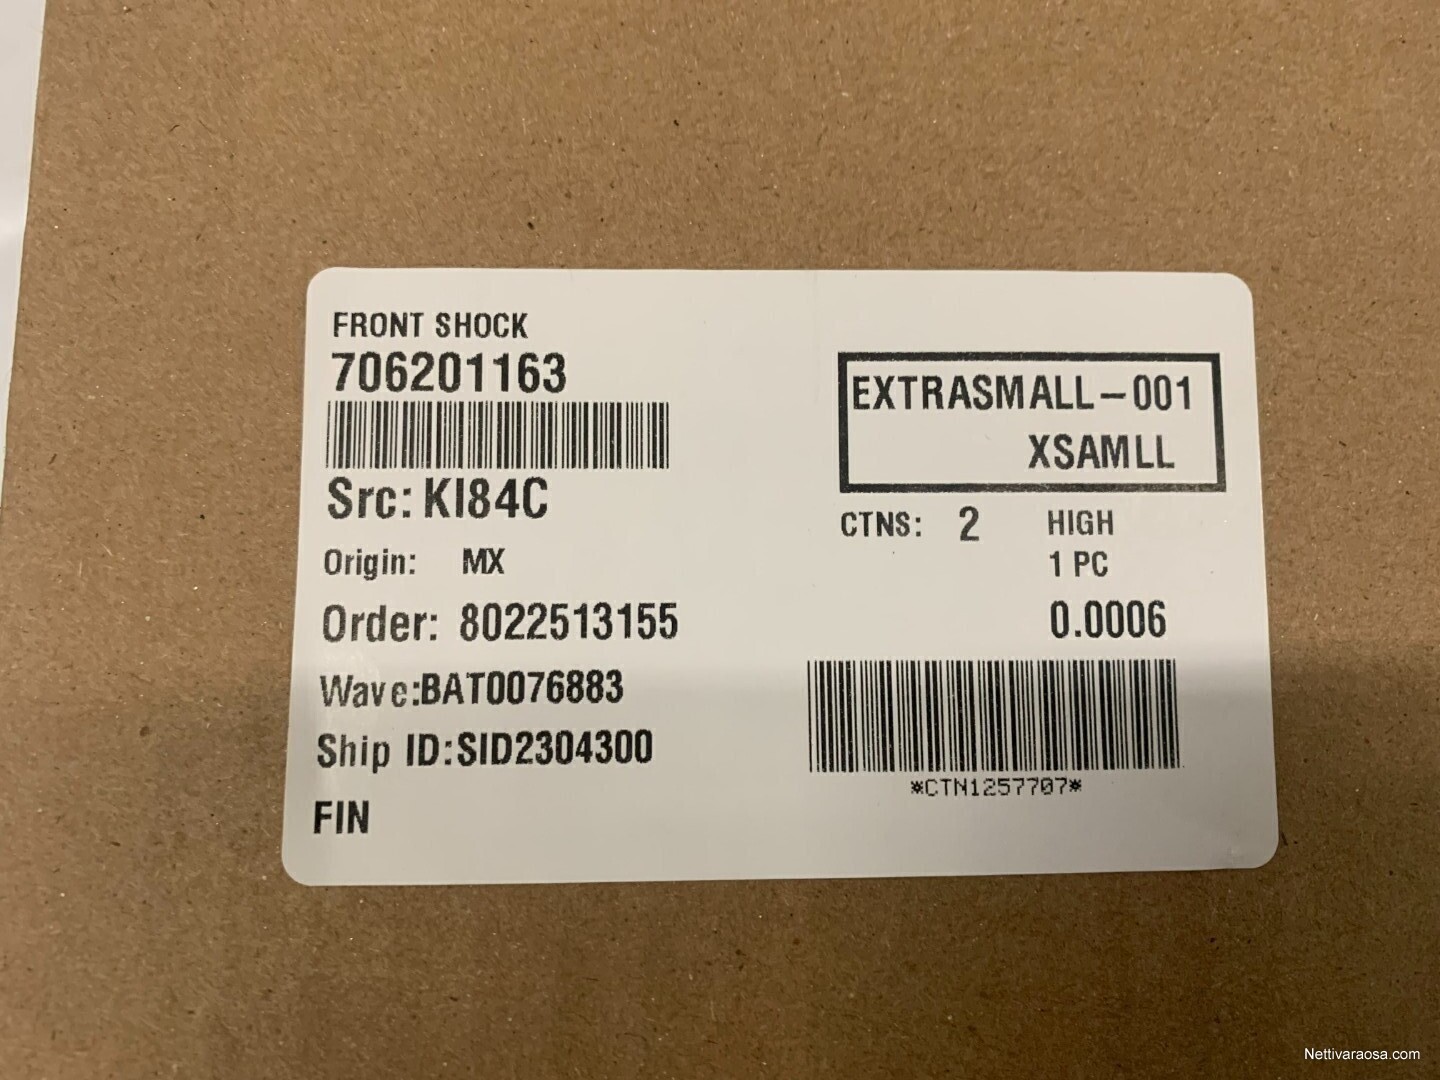 FRONT SHOCK
706201163
Src: KI84C
Origin: MX
Order: 8022513155
Wave:BAT0076883
Ship ID:SID2304300
FIN
EXTRASMALL-001
XSAMLL
CTNS: 2 HIGH
1 PC
0.0006
*CTN1257707*
Nettivaraosa.com